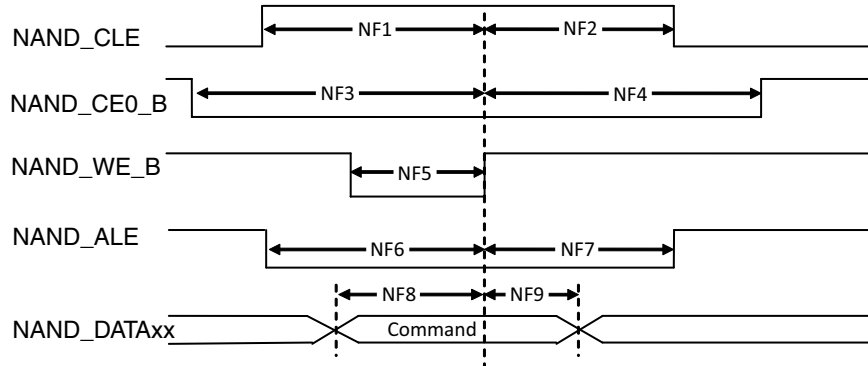 NAND_CLE
NF1
NF2
NAND_CE0_B
NF3
NF4
NAND_WE_B
NF5
NAND_ALE
NF6
NF7
NF8
NF9
NAND_DATAxx
Command